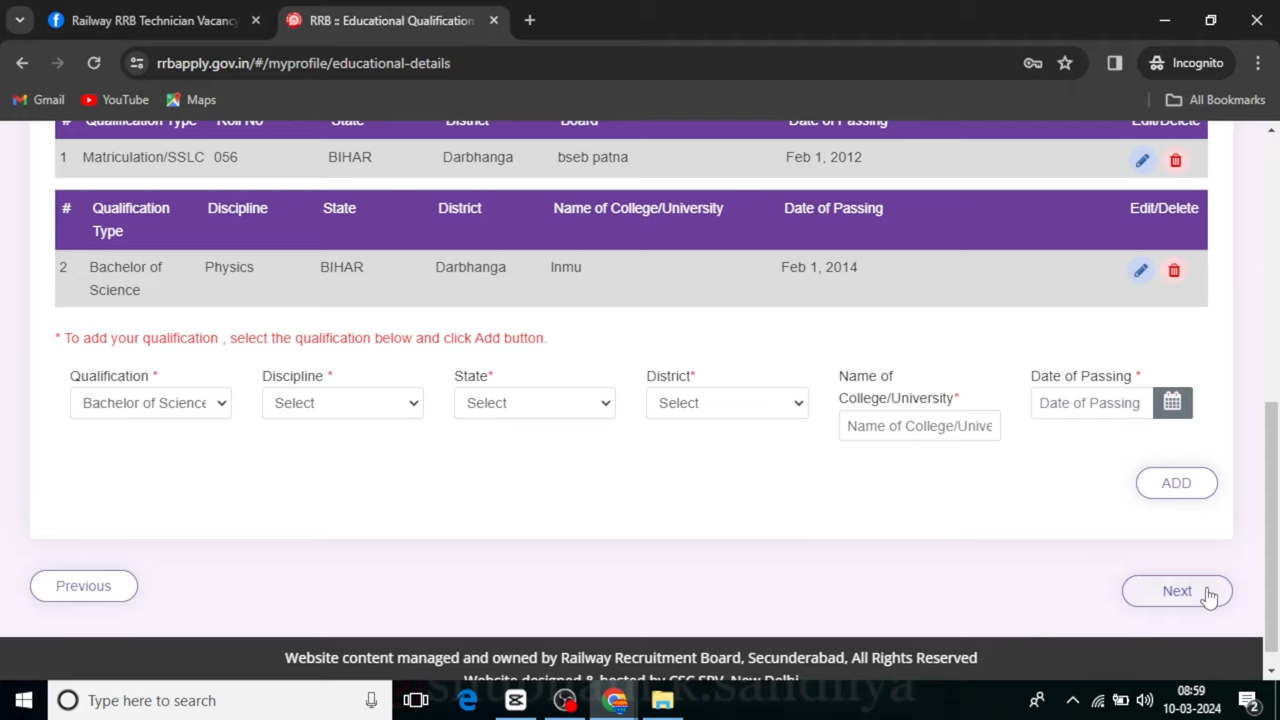 Railway RRB Technician Vacancy
RRB :: Educational Qualification
rrbapply.gov.in/#/myprofile/educational-details
Incognito
Gmail
YouTube
Maps
All Bookmarks
# Qualification Type Roll No State District Board Date of Passing Edit/Delete
1 Matriculation/SSLC 056 BIHAR Darbhanga bseb patna Feb 1, 2012
# Qualification Discipline State District Name of College/University Date of Passing Edit/Delete
Type
2 Bachelor of Physics BIHAR Darbhanga lnmu Feb 1, 2014
Science
* To add your qualification , select the qualification below and click Add button.
Qualification * Discipline * State* District* Name of Date of Passing *
College/University*
Bachelor of Science Select Select Select Date of Passing
Name of College/Unive
ADD
Previous
Next
Website content managed and owned by Railway Recruitment Board, Secunderabad, All Rights Reserved
Website designed & hosted by CSC SPV, New Delhi
Type here to search
08:59
10-03-2024
2